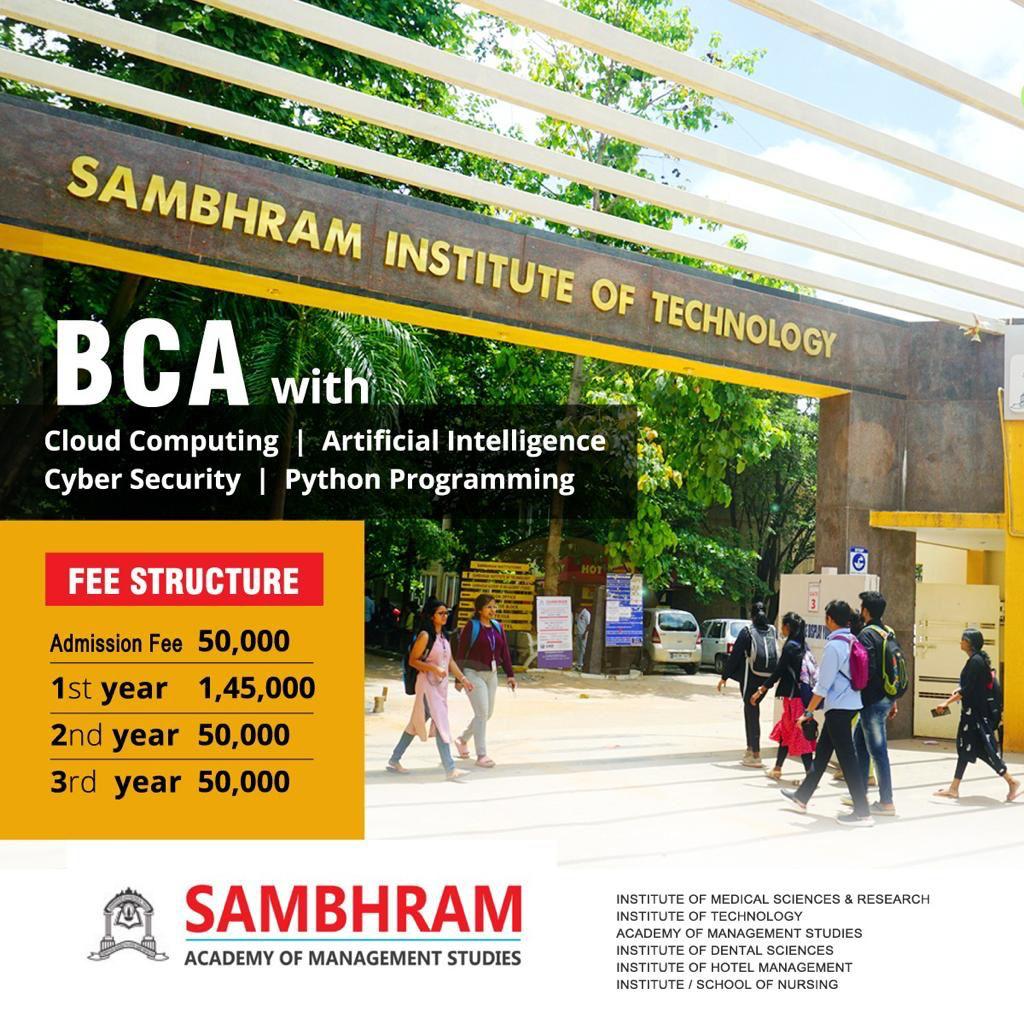 SAMBHRAM INSTITUTE OF TECHNOLOGY
BCA with
Cloud Computing | Artificial Intelligence
Cyber Security | Python Programming
FEE STRUCTURE
Admission Fee 50,000
1st year 1,45,000
2nd year 50,000
3rd year 50,000
HOT
SAMBHRAM
3
SAMBHRAM
ACADEMY OF MANAGEMENT STUDIES
INSTITUTE OF MEDICAL SCIENCES & RESEARCH
INSTITUTE OF TECHNOLOGY
ACADEMY OF MANAGEMENT STUDIES
INSTITUTE OF DENTAL SCIENCES
INSTITUTE OF HOTEL MANAGEMENT
INSTITUTE / SCHOOL OF NURSING